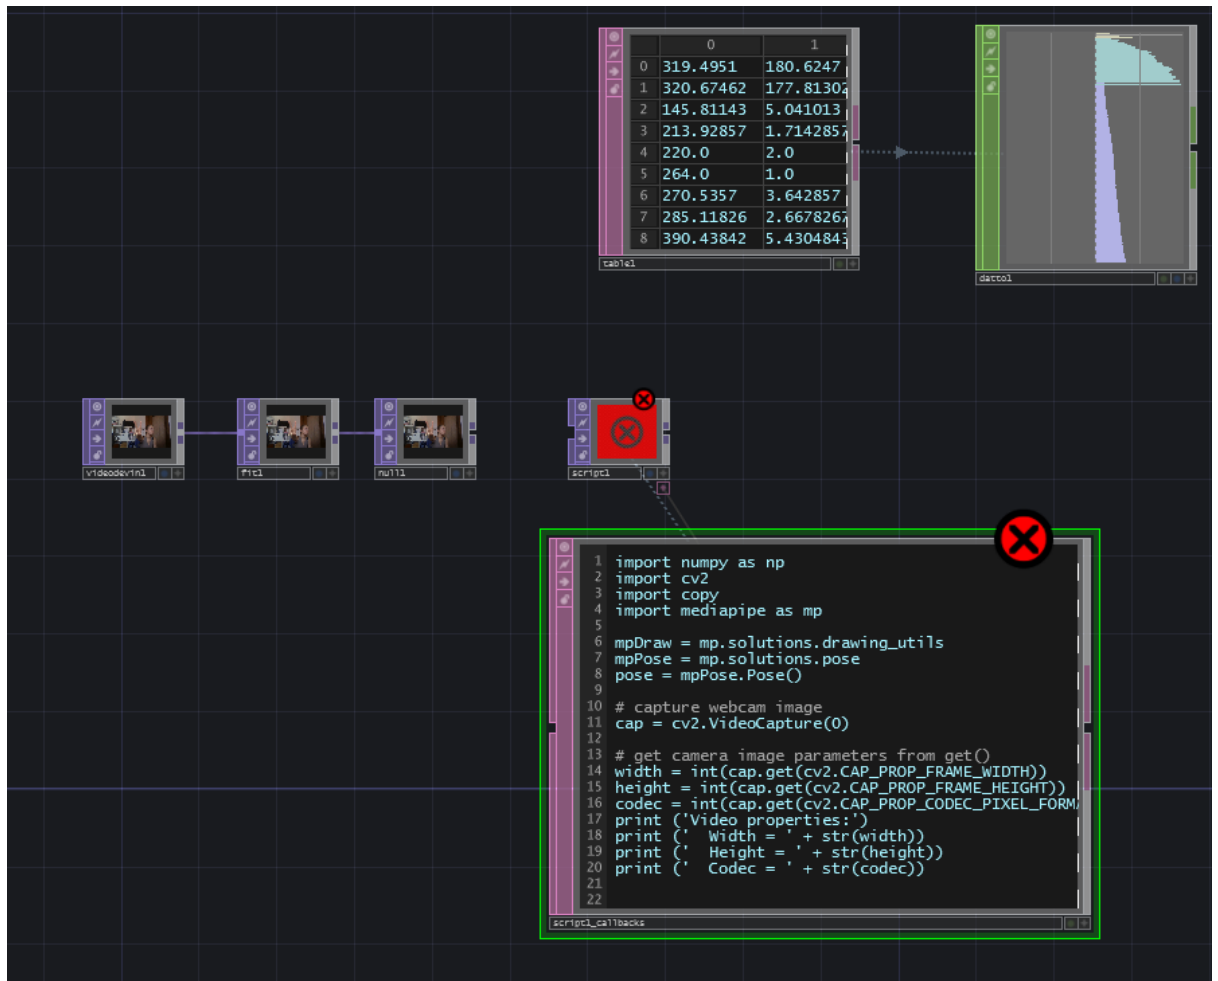 0 1
0 319.4951 180.6247
1 320.67462 177.81302
2 145.81143 5.041013
3 213.92857 1.7142857
4 220.0 2.0
5 264.0 1.0
6 270.5357 3.642857
7 285.11826 2.6678267
8 390.43842 5.4304843
table1
datto1
videodevin1
fit1
null1
script1
1 import numpy as np
2 import cv2
3 import copy
4 import mediapipe as mp
5
6 mpDraw = mp.solutions.drawing_utils
7 mpPose = mp.solutions.pose
8 pose = mpPose.Pose()
9
10 # capture webcam image
11 cap = cv2.VideoCapture(0)
12
13 # get camera image parameters from get()
14 width = int(cap.get(cv2.CAP_PROP_FRAME_WIDTH))
15 height = int(cap.get(cv2.CAP_PROP_FRAME_HEIGHT))
16 codec = int(cap.get(cv2.CAP_PROP_CODEC_PIXEL_FORMA
17 print ('Video properties:')
18 print ('  Width = ' + str(width))
19 print ('  Height = ' + str(height))
20 print ('  Codec = ' + str(codec))
21
22
script1_callbacks